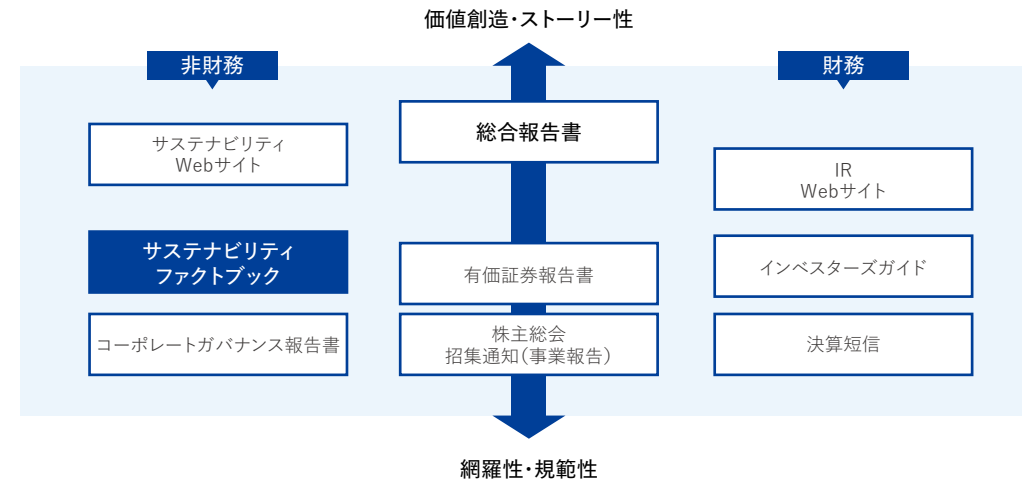 価値創造・ストーリー性
非財務
財務
サステナビリティ
Webサイト
総合報告書
IR
Webサイト
サステナビリティ
ファクトブック
有価証券報告書
インベスターズガイド
コーポレートガバナンス報告書
株主総会
招集通知(事業報告)
決算短信
網羅性・規範性